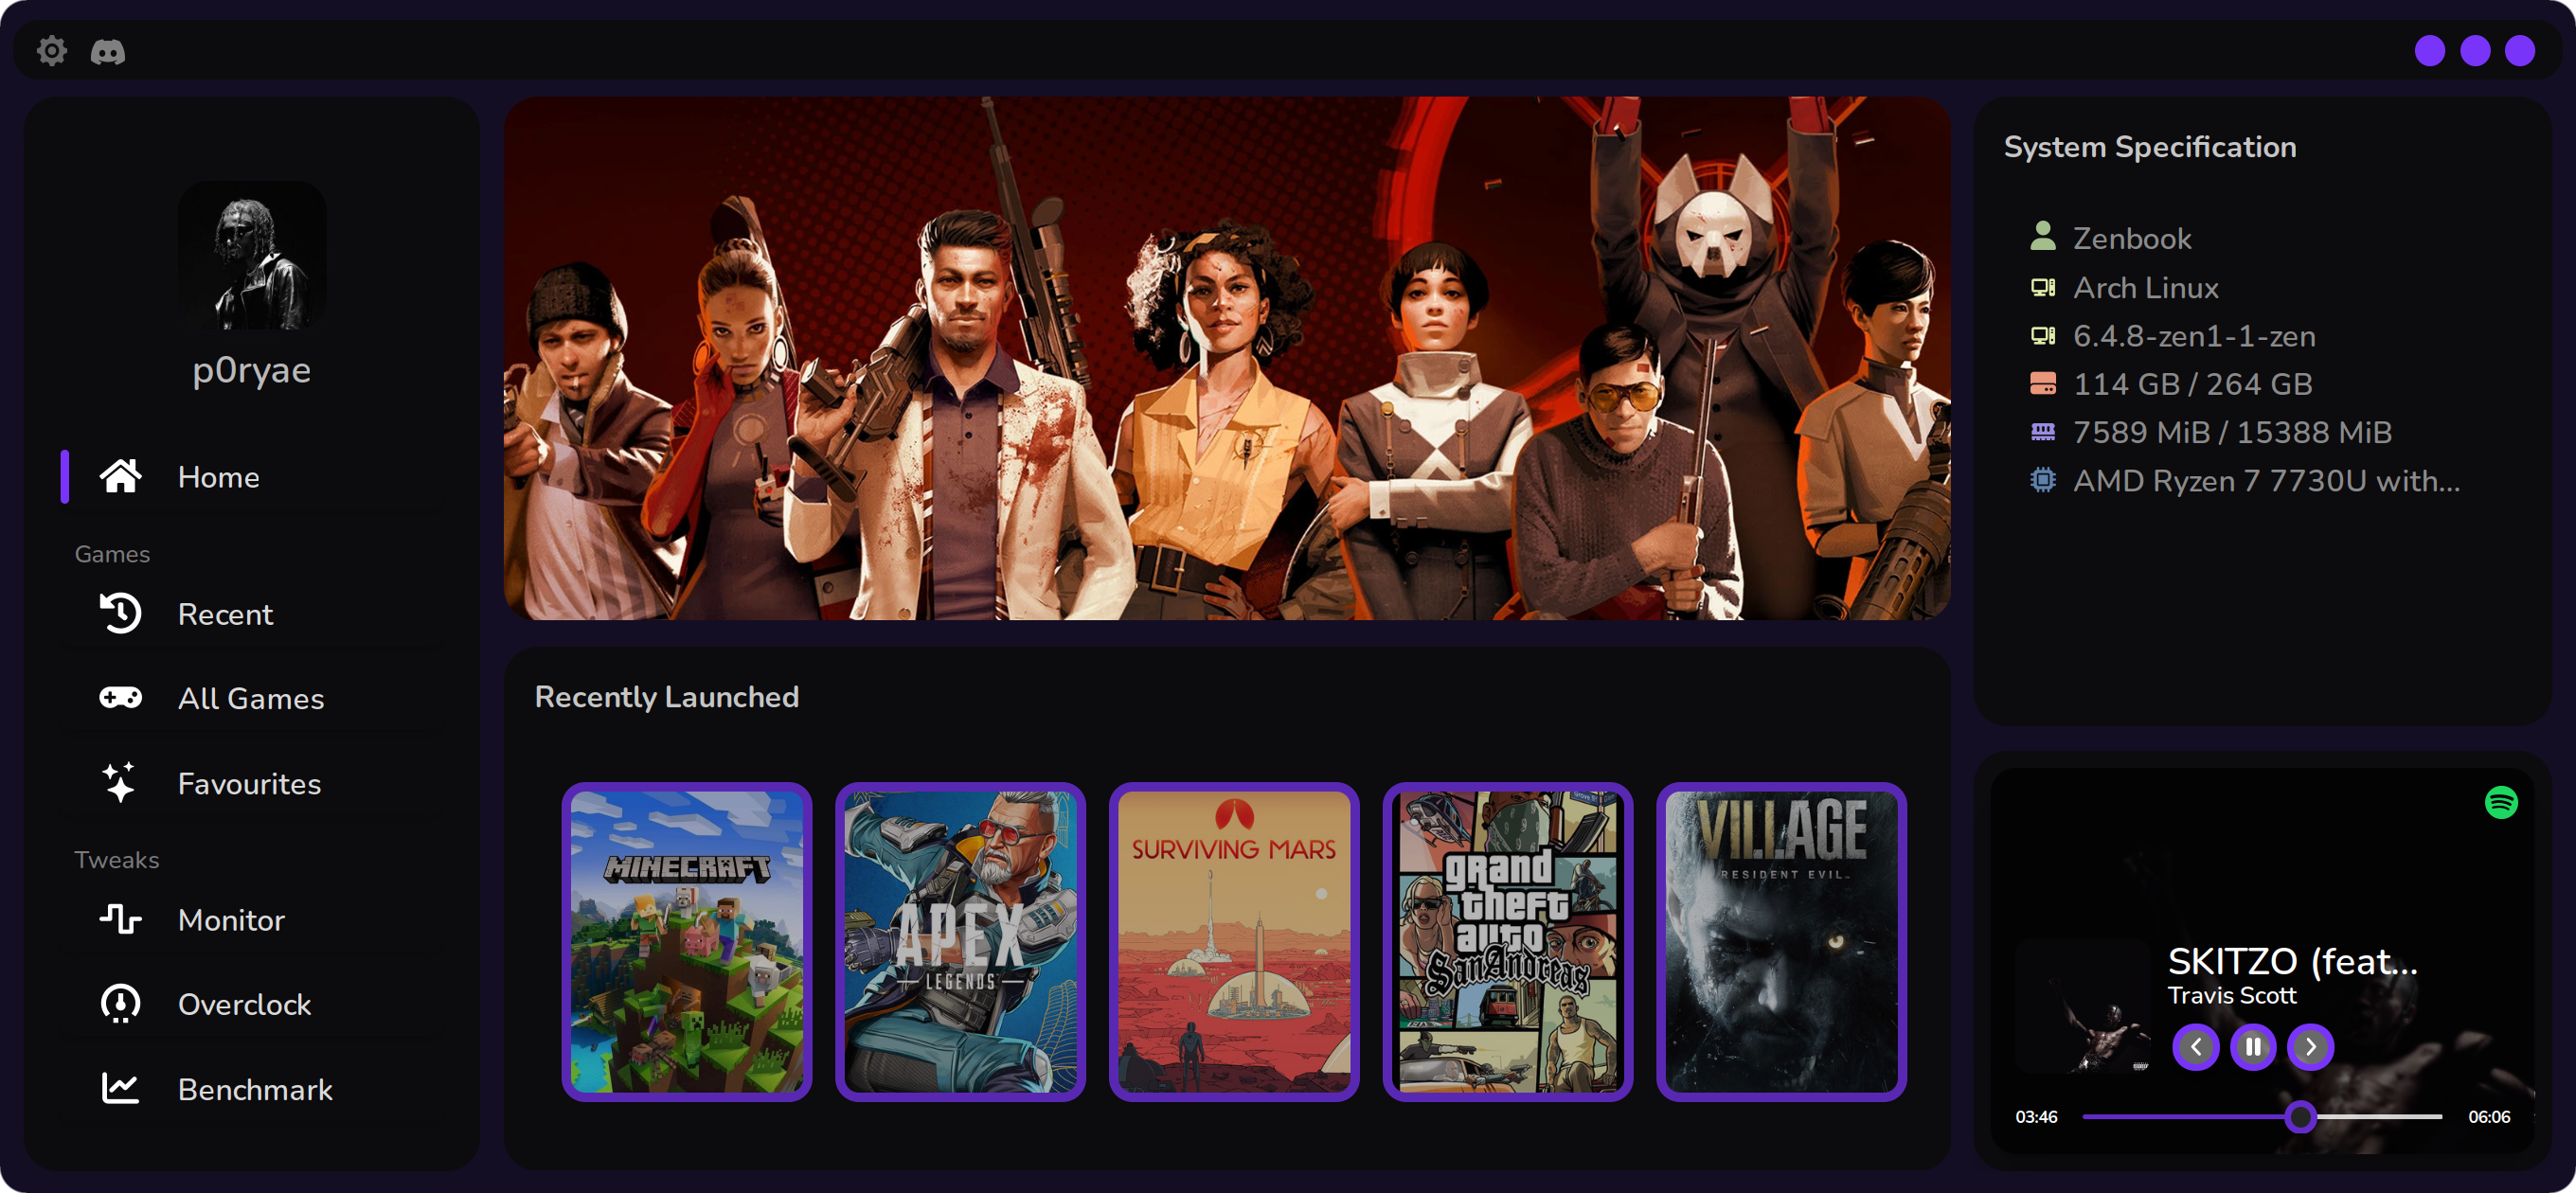 p0ryae
Home
Games
Recent
All Games
Favourites
Tweaks
Monitor
Overclock
Benchmark
Recently Launched
MINECRAFT
APEX
LEGENDS
SURVIVING MARS
grand
theft
auto
San Andreas
VILLAGE
RESIDENT EVIL
System Specification
Zenbook
Arch Linux
6.4.8-zen1-1-zen
114 GB / 264 GB
7589 MiB / 15388 MiB
AMD Ryzen 7 7730U with...
SKITZO (feat...
Travis Scott
03:46
06:06